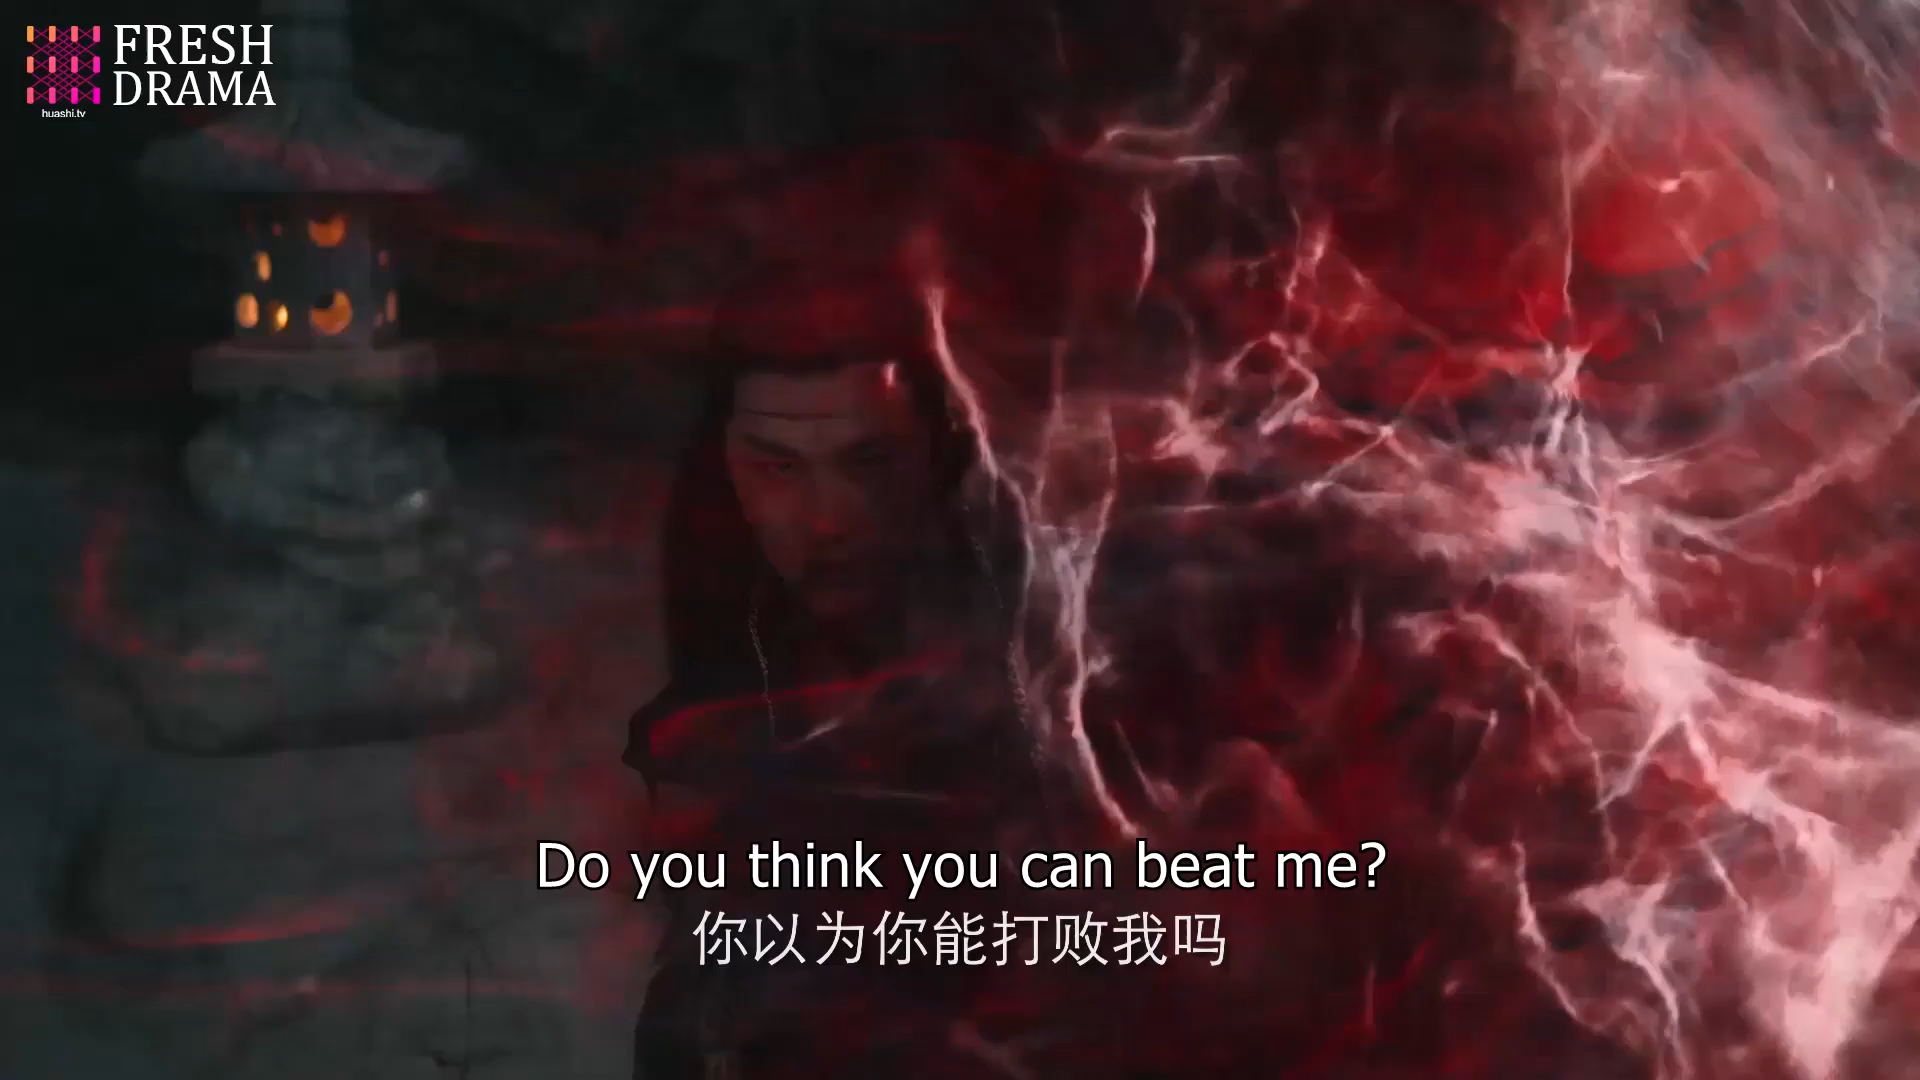 FRESH
DRAMA
huashi.tv
Do you think you can beat me?
你以为你能打败我吗